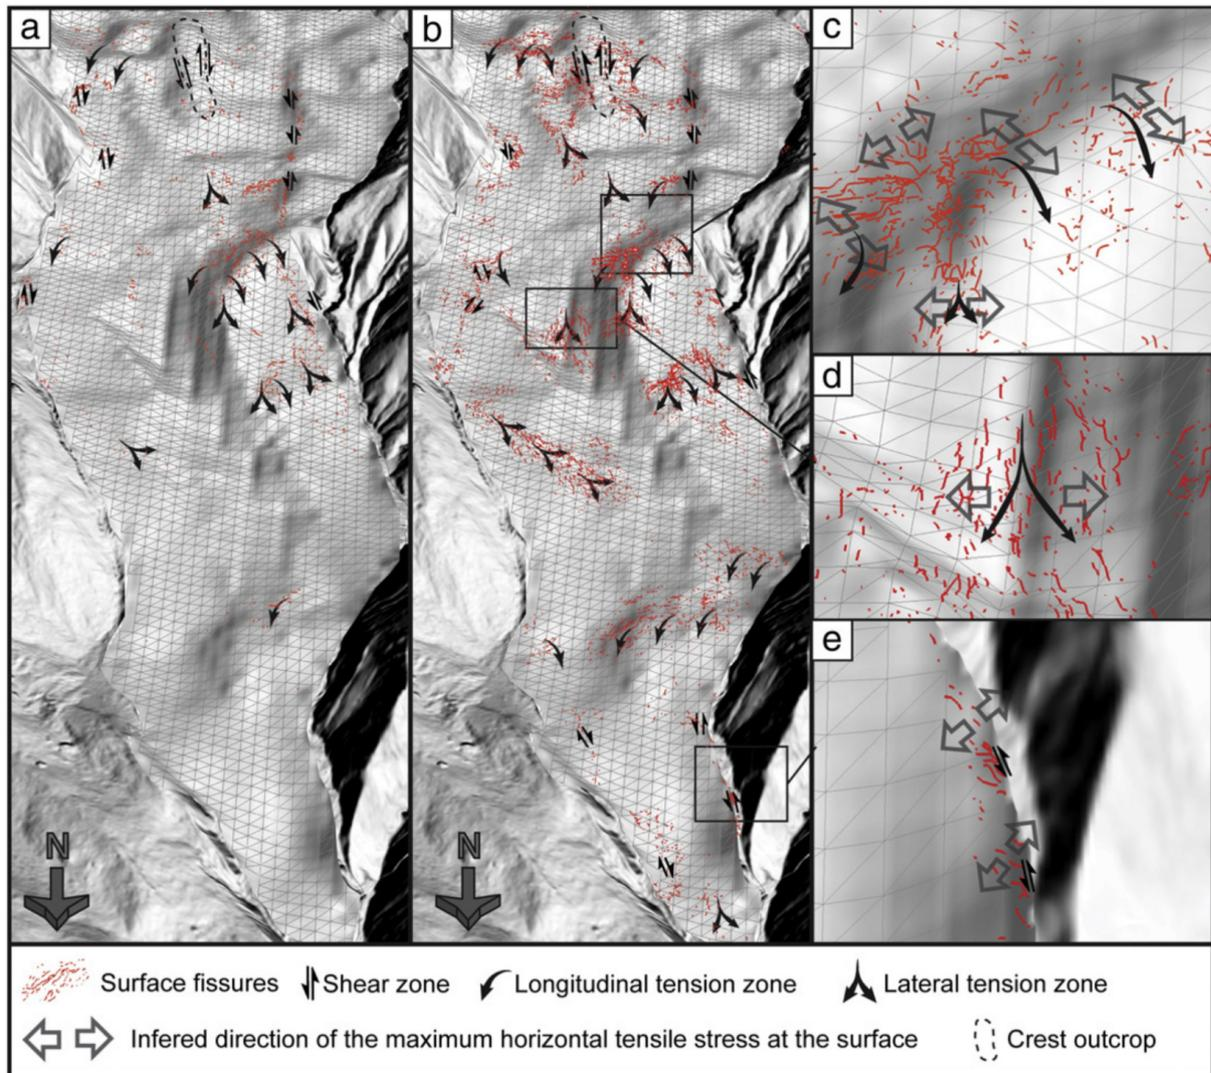 a
b
c
d
e
N
N
Surface fissures
Shear zone
Longitudinal tension zone
Lateral tension zone
Infered direction of the maximum horizontal tensile stress at the surface
Crest outcrop